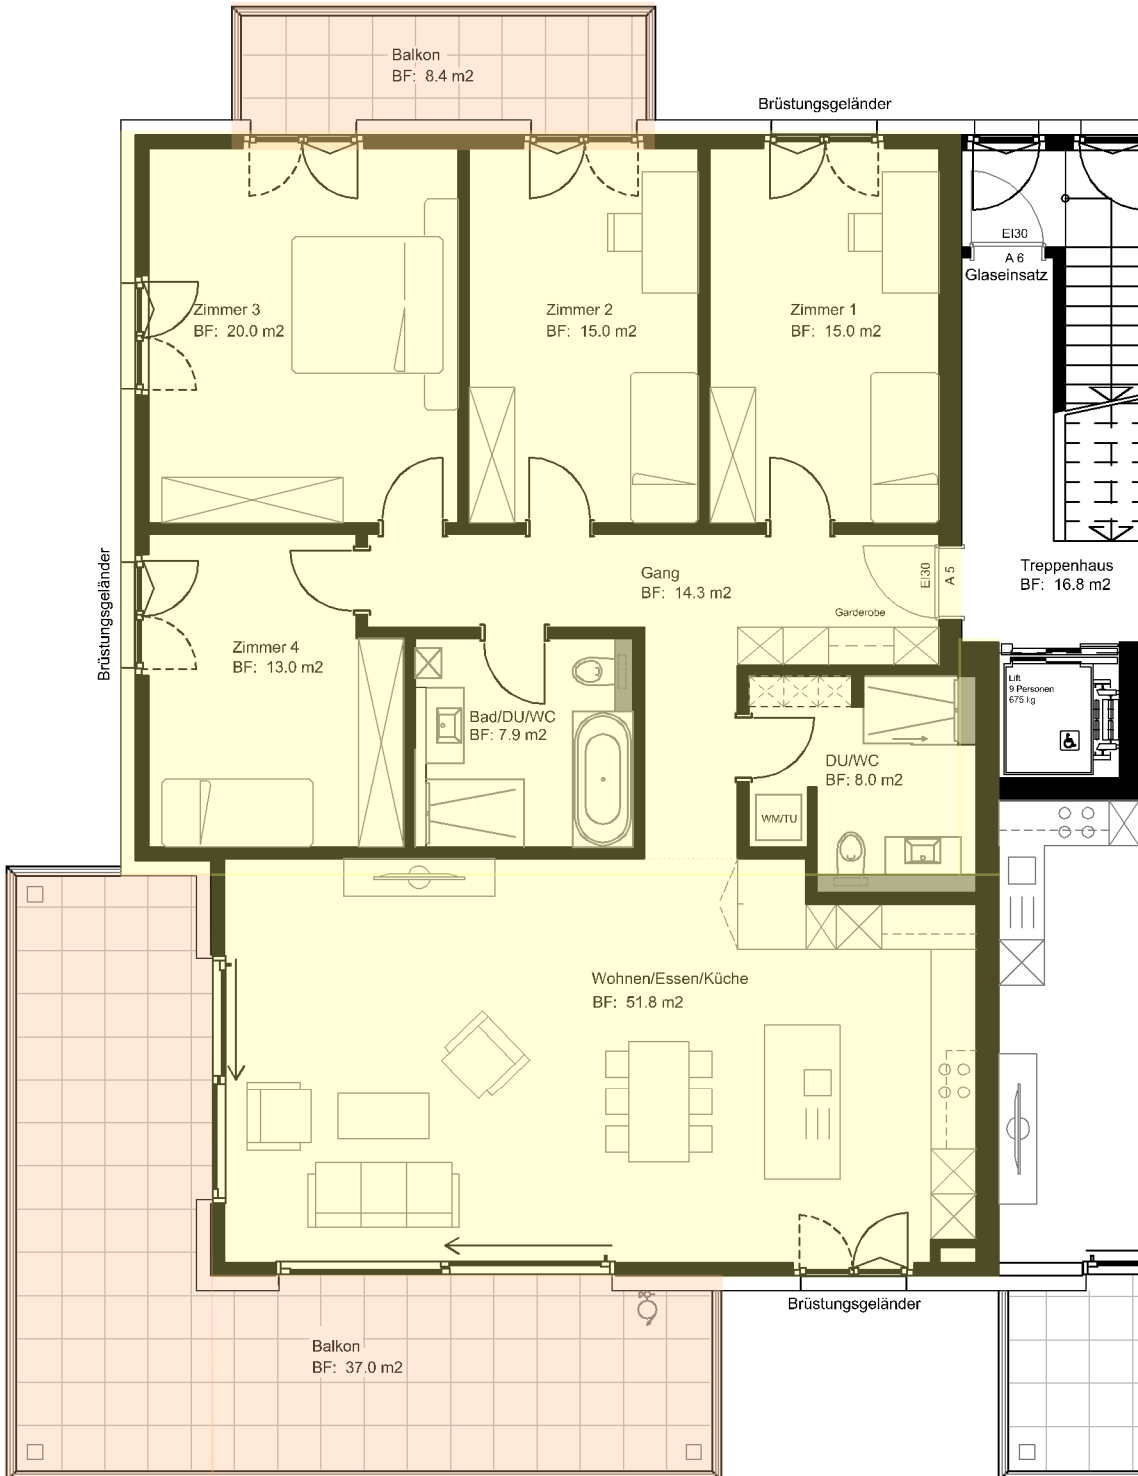 Balkon
BF: 8.4 m2
Brüstungsgeländer
EI30
A 6
Glaseinsatz
Zimmer 3
BF: 20.0 m2
Zimmer 2
BF: 15.0 m2
Zimmer 1
BF: 15.0 m2
Brüstungsgeländer
Gang
BF: 14.3 m2
EI30
A 5
Garderobe
Treppenhaus
BF: 16.8 m2
Zimmer 4
BF: 13.0 m2
Lift
9 Personen
675 kg
Bad/DU/WC
BF: 7.9 m2
DU/WC
BF: 8.0 m2
WM/TU
Wohnen/Essen/Küche
BF: 51.8 m2
Brüstungsgeländer
Balkon
BF: 37.0 m2